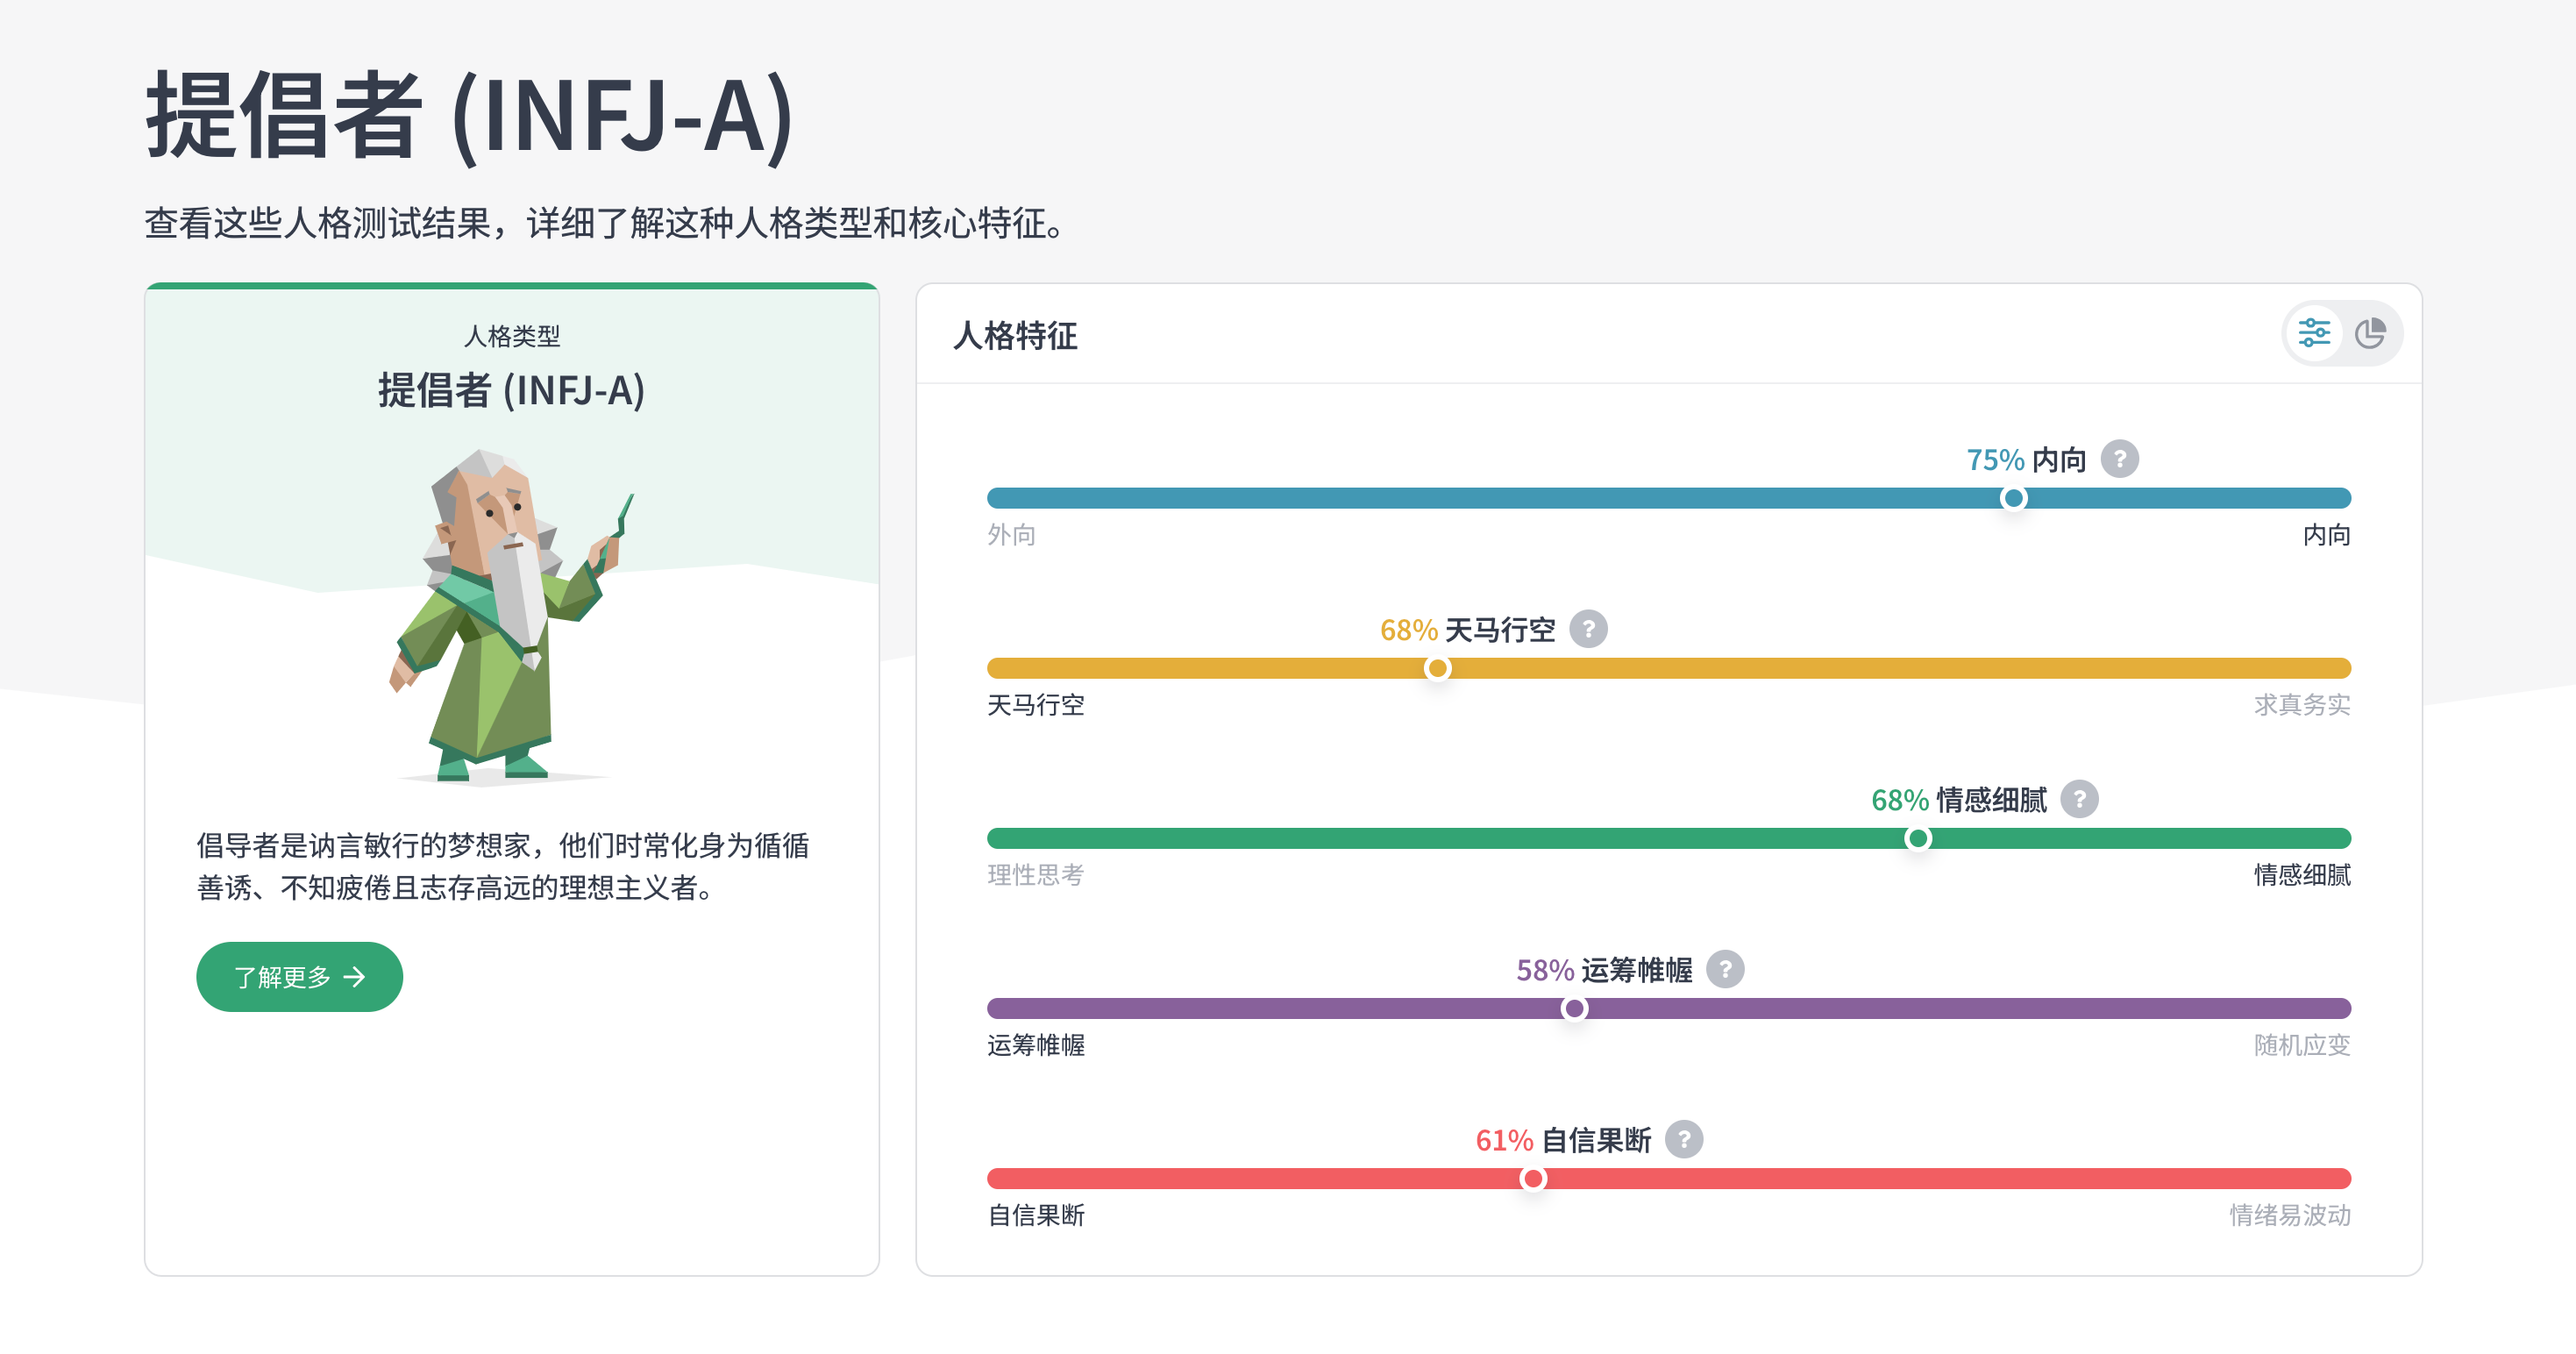 提倡者 (INFJ-A)
查看这些人格测试结果，详细了解这种人格类型和核心特征。
人格类型
提倡者 (INFJ-A)
倡导者是讷言敏行的梦想家，他们时常化身为循循
善诱、不知疲倦且志存高远的理想主义者。
了解更多 →
人格特征
75% 内向 ?
外向 内向
68% 天马行空 ?
天马行空 求真务实
68% 情感细腻 ?
理性思考 情感细腻
58% 运筹帷幄 ?
运筹帷幄 随机应变
61% 自信果断 ?
自信果断 情绪易波动